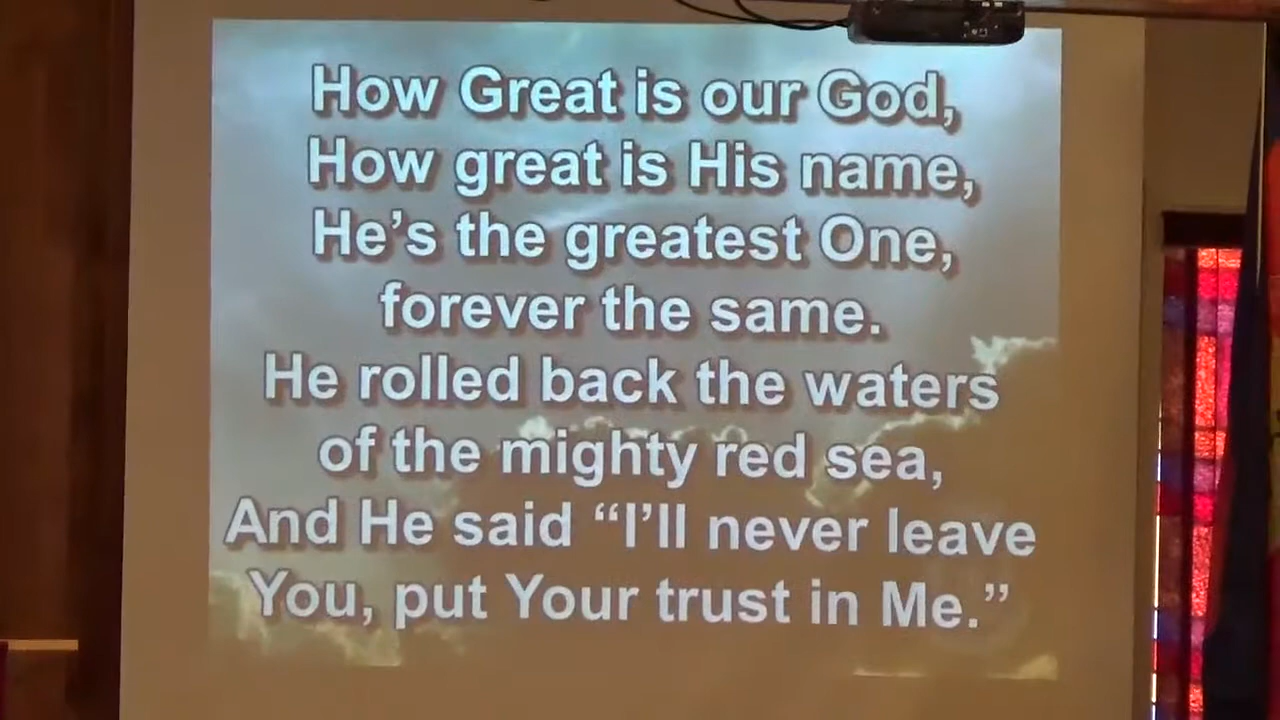 How Great is our God,
How great is His name,
He’s the greatest One,
forever the same.
He rolled back the waters
of the mighty red sea,
And He said “I’ll never leave
You, put Your trust in Me.”